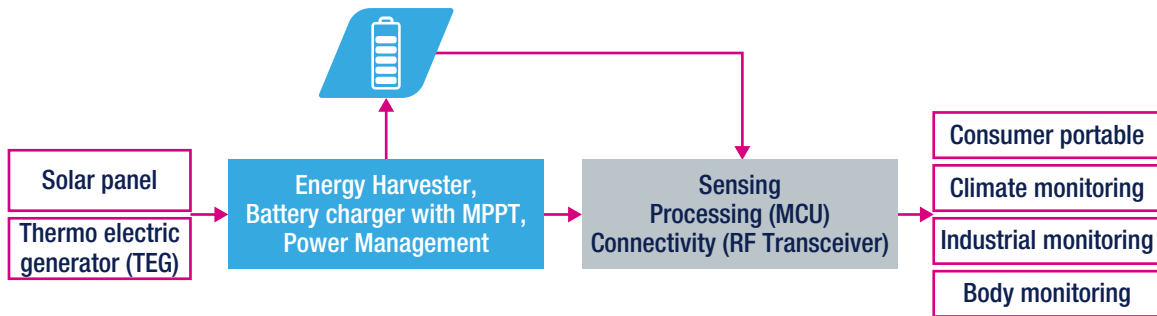 Solar panel
Thermo electric
generator (TEG)
Energy Harvester,
Battery charger with MPPT,
Power Management
Sensing
Processing (MCU)
Connectivity (RF Transceiver)
Consumer portable
Climate monitoring
Industrial monitoring
Body monitoring